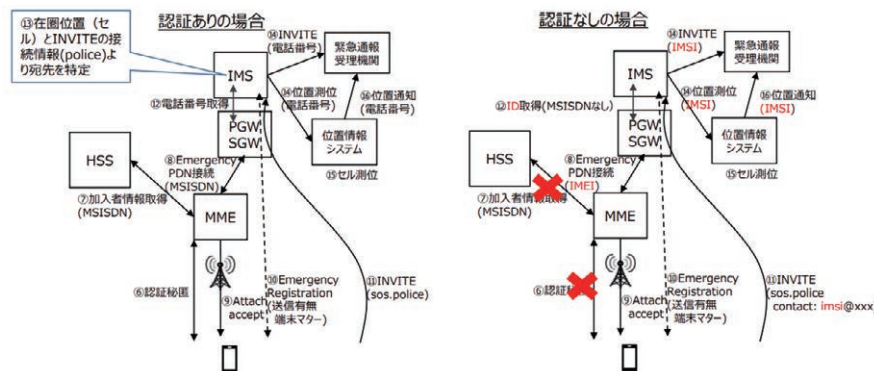 認証ありの場合
⑬在圏位置（セ
ル）とINVITEの接
続情報(police)よ
り宛先を特定
⑭INVITE
(電話番号)
緊急通報
受理機関
IMS
⑭位置測位
(電話番号)
⑯位置通知
(電話番号)
⑫電話番号取得
PGW
SGW
位置情報
システム
⑮セル測位
HSS
⑧Emergency
PDN接続
(MSISDN)
⑦加入者情報取得
(MSISDN)
MME
⑥認証秘匿
⑨Attach
accept
⑩Emergency
Registration
(送信有無
端末マター)
⑪INVITE
(sos.police)
認証なしの場合
⑭INVITE
(IMSI)
緊急通報
受理機関
IMS
⑭位置測位
(IMSI)
⑯位置通知
(IMSI)
⑫ID取得(MSISDNなし)
PGW
SGW
位置情報
システム
⑮セル測位
HSS
⑧Emergency
PDN接続
(IMEI)
⑦加入者情報取得
(MSISDN)
MME
⑥認証秘匿
⑨Attach
accept
⑩Emergency
Registration
(送信有無
端末マター)
⑪INVITE
(sos.police
contact: imsi@xxx)